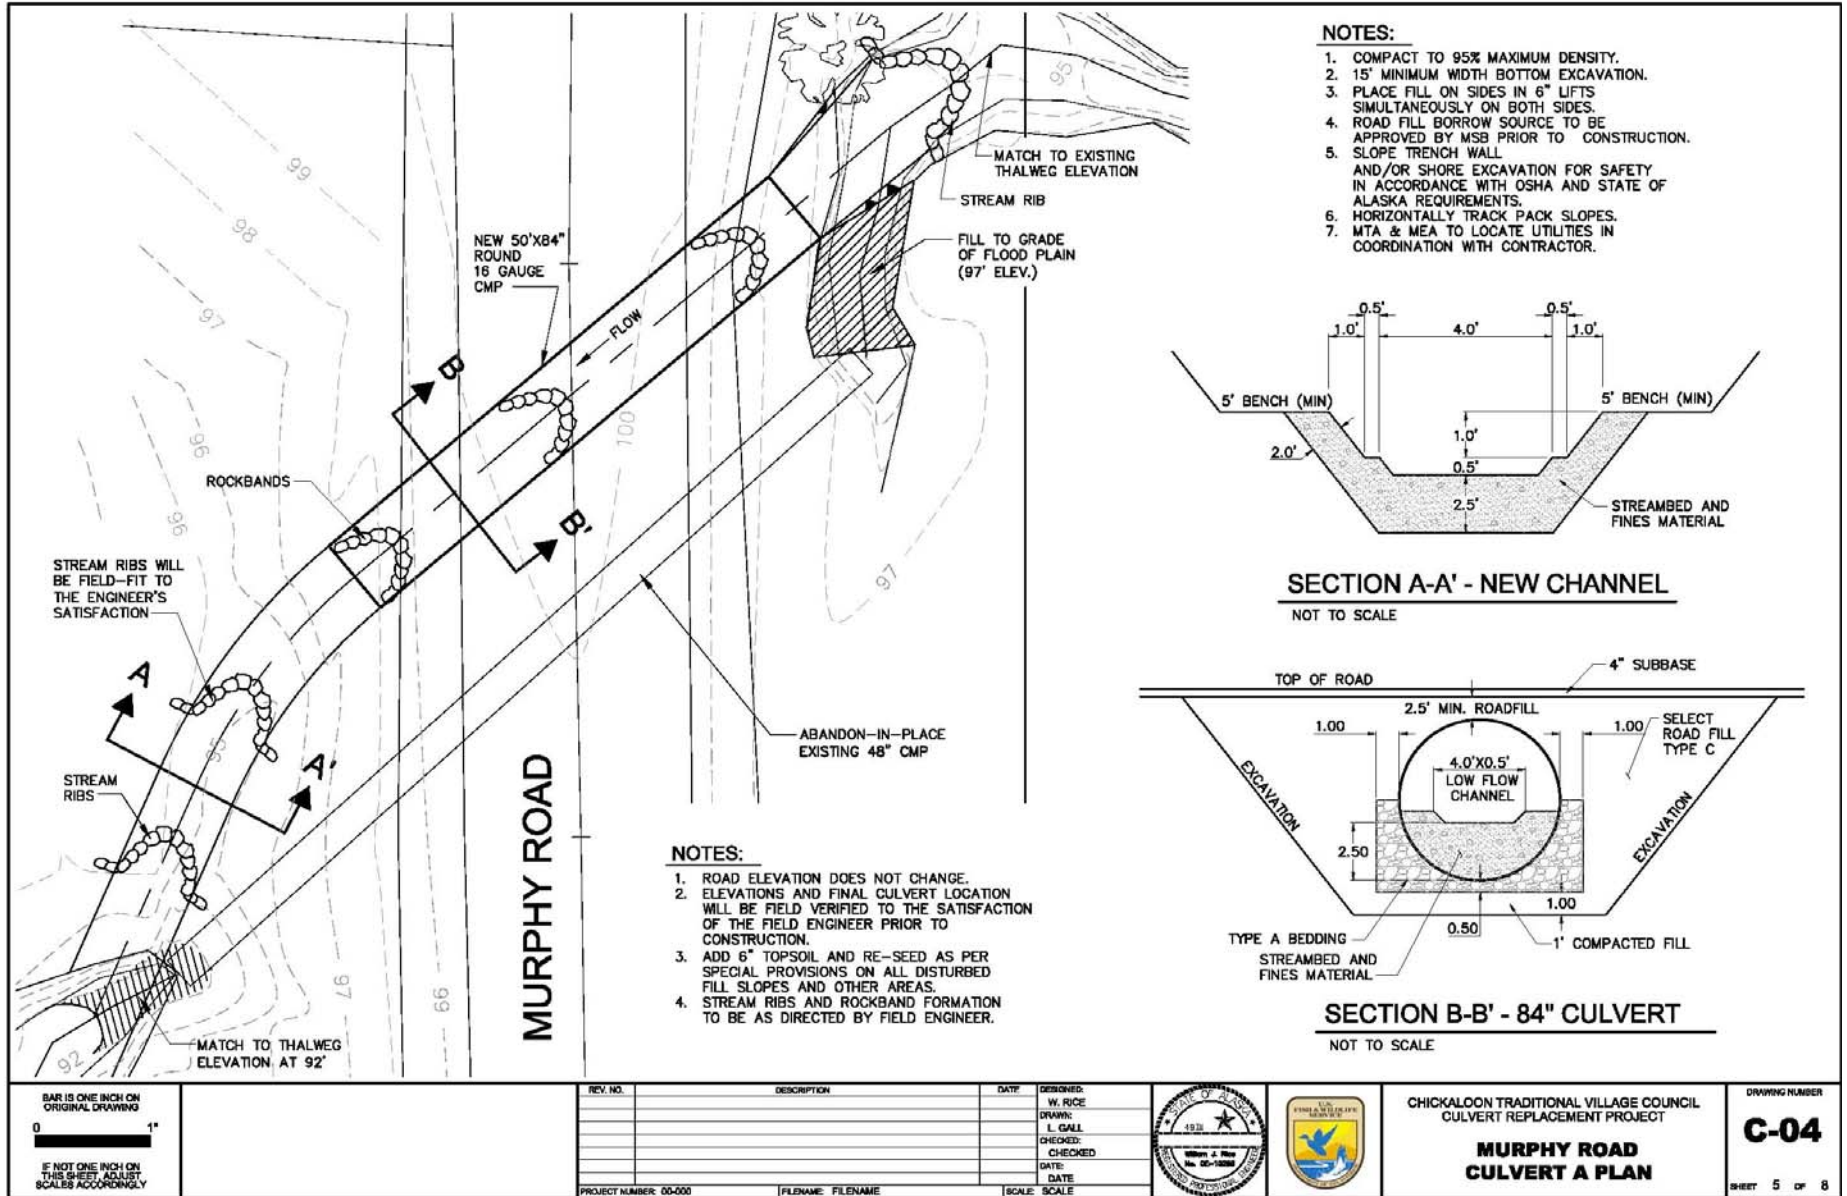 99
98
97
96
96
95
95
100
97
97
99
92
NEW 50'X84"
ROUND
16 GAUGE
CMP
FLOW
MATCH TO EXISTING
THALWEG ELEVATION
STREAM RIB
FILL TO GRADE
OF FLOOD PLAIN
(97' ELEV.)
B
B'
ROCKBANDS
STREAM RIBS WILL
BE FIELD-FIT TO
THE ENGINEER'S
SATISFACTION
A
A'
STREAM
RIBS
ABANDON-IN-PLACE
EXISTING 48" CMP
MURPHY ROAD
MATCH TO THALWEG
ELEVATION AT 92'
NOTES:
1. ROAD ELEVATION DOES NOT CHANGE.
2. ELEVATIONS AND FINAL CULVERT LOCATION
WILL BE FIELD VERIFIED TO THE SATISFACTION
OF THE FIELD ENGINEER PRIOR TO
CONSTRUCTION.
3. ADD 6" TOPSOIL AND RE-SEED AS PER
SPECIAL PROVISIONS ON ALL DISTURBED
FILL SLOPES AND OTHER AREAS.
4. STREAM RIBS AND ROCKBAND FORMATION
TO BE AS DIRECTED BY FIELD ENGINEER.
NOTES:
1. COMPACT TO 95% MAXIMUM DENSITY.
2. 15' MINIMUM WIDTH BOTTOM EXCAVATION.
3. PLACE FILL ON SIDES IN 6" LIFTS
SIMULTANEOUSLY ON BOTH SIDES.
4. ROAD FILL BORROW SOURCE TO BE
APPROVED BY MSB PRIOR TO CONSTRUCTION.
5. SLOPE TRENCH WALL
AND/OR SHORE EXCAVATION FOR SAFETY
IN ACCORDANCE WITH OSHA AND STATE OF
ALASKA REQUIREMENTS.
6. HORIZONTALLY TRACK PACK SLOPES.
7. MTA & MEA TO LOCATE UTILITIES IN
COORDINATION WITH CONTRACTOR.
0.5' 0.5'
1.0' 4.0' 1.0'
5' BENCH (MIN) 5' BENCH (MIN)
1.0'
2.0'
0.5'
2.5'
STREAMBED AND
FINES MATERIAL
SECTION A-A' - NEW CHANNEL
NOT TO SCALE
4" SUBBASE
TOP OF ROAD
2.5' MIN. ROADFILL
1.00 1.00
SELECT
ROAD FILL
TYPE C
4.0'X0.5'
LOW FLOW
CHANNEL
EXCAVATION EXCAVATION
2.50
1.00
0.50
TYPE A BEDDING
1' COMPACTED FILL
STREAMBED AND
FINES MATERIAL
SECTION B-B' - 84" CULVERT
NOT TO SCALE
BAR IS ONE INCH ON
ORIGINAL DRAWING
0 1"
IF NOT ONE INCH ON
THIS SHEET, ADJUST
SCALES ACCORDINGLY
REV. NO. DESCRIPTION DATE
PROJECT NUMBER: 00-000 FILENAME: FILENAME SCALE: SCALE
DESIGNED:
W. RICE
DRAWN:
L. GALL
CHECKED:
CHECKED
DATE:
DATE
STATE OF ALASKA
49TH
William J. Rice
REGISTERED PROFESSIONAL ENGINEER
U.S.
FISH & WILDLIFE
SERVICE
CHICKALOON TRADITIONAL VILLAGE COUNCIL
CULVERT REPLACEMENT PROJECT
MURPHY ROAD
CULVERT A PLAN
DRAWING NUMBER
C-04
SHEET 5 OF 8